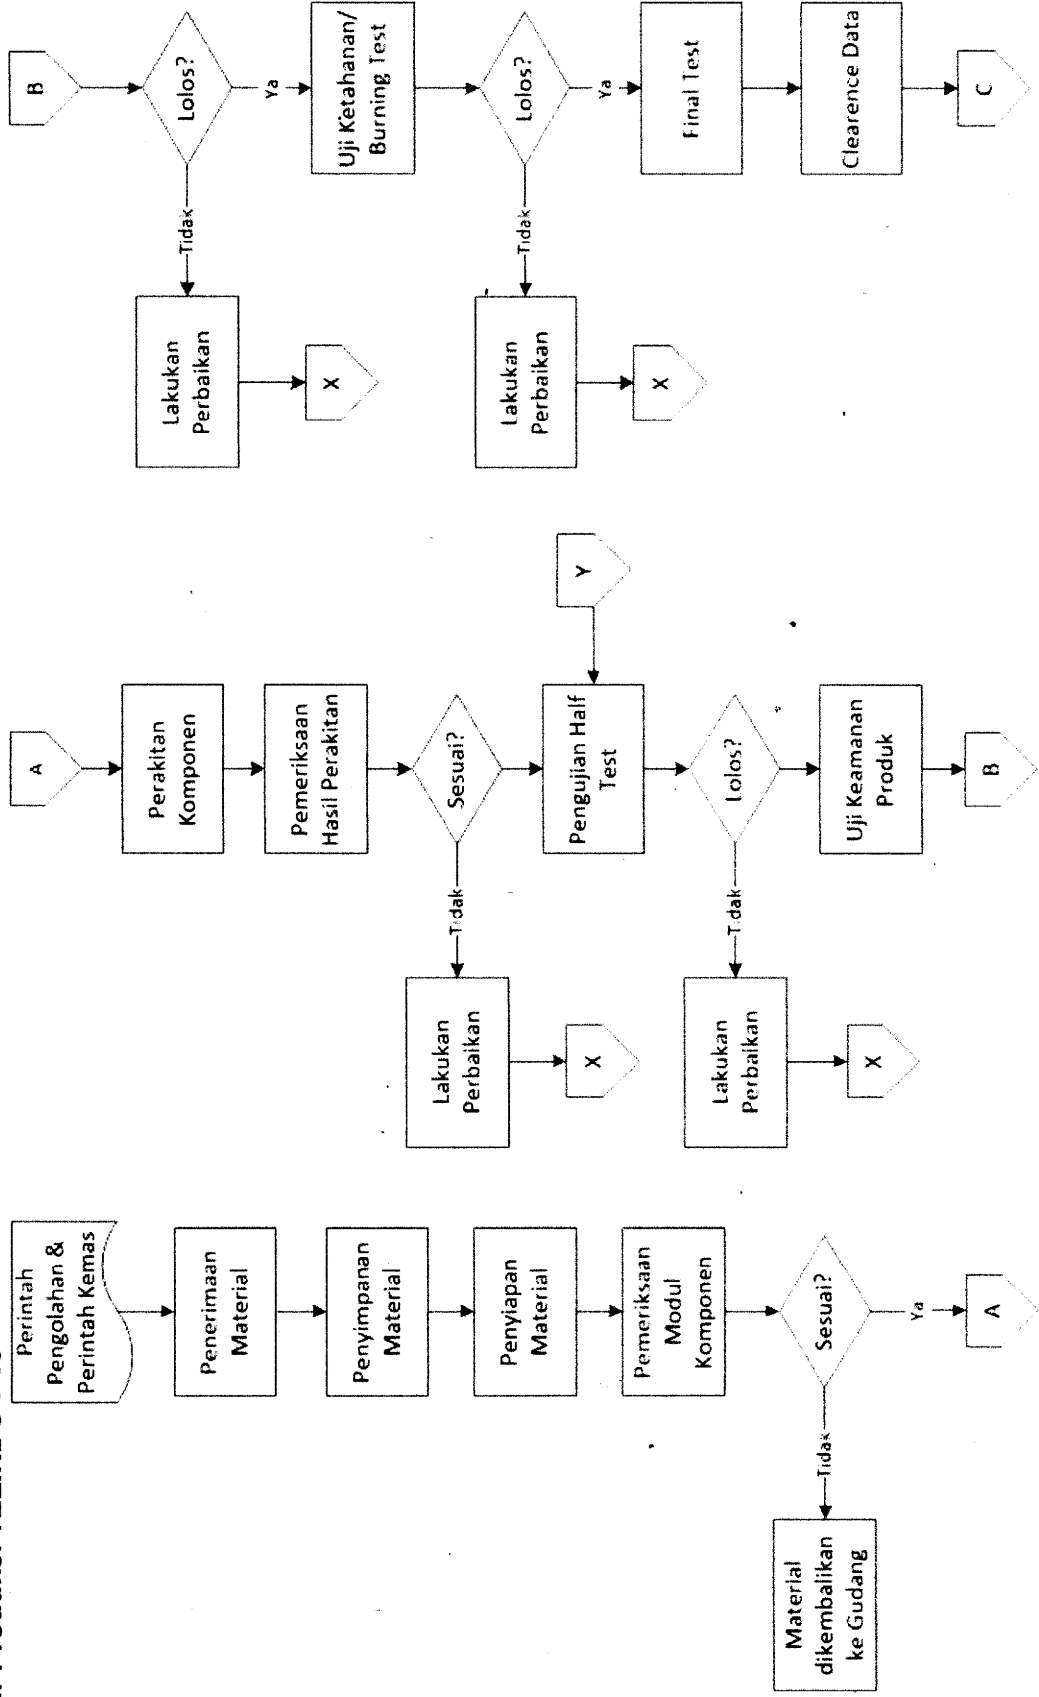 Perintah
Pengolahan &
Perintah Kemas
Penerimaan
Material
Penyimpanan
Material
Penyiapan
Material
Pemeriksaan
Modul
Komponen
Sesuai?
Tidak
Material
dikembalikan
ke Gudang
Ya
A
A
Perakitan
Komponen
Pemeriksaan
Hasil Perakitan
Sesuai?
Tidak
Lakukan
Perbaikan
X
Y
Pengujian Half
Test
Lolos?
Tidak
Lakukan
Perbaikan
X
Uji Keamanan
Produk
B
B
Lolos?
Tidak
Lakukan
Perbaikan
X
Ya
Uji Ketahanan/
Burning Test
Lolos?
Tidak
Lakukan
Perbaikan
X
Ya
Final Test
Clearence Data
C